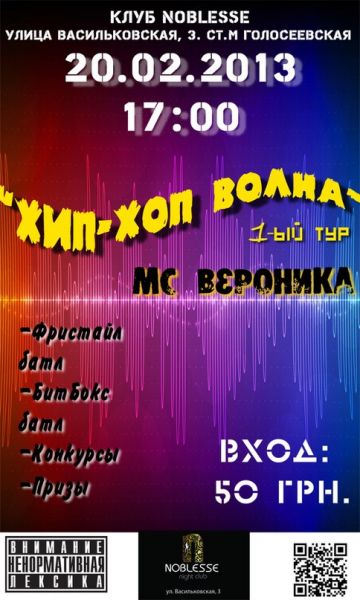 КЛУБ NOBLESSE
УЛИЦА ВАСИЛЬКОВСКАЯ, 3. СТ.М ГОЛОСЕЕВСКАЯ
20.02.2013
17:00
"ХИП-ХОП ВОЛНА"
1-ЫЙ ТУР
МС ВЕРОНИКА
-Фристайл
батл
-БитБокс
батл
-Конкурсы
-Призы
ВХОД:
50 ГРН.
ВНИМАНИЕ
НЕНОРМАТИВНАЯ
ЛЕКСИКА
NOBLESSE
night club
ул. Васильковская, 3